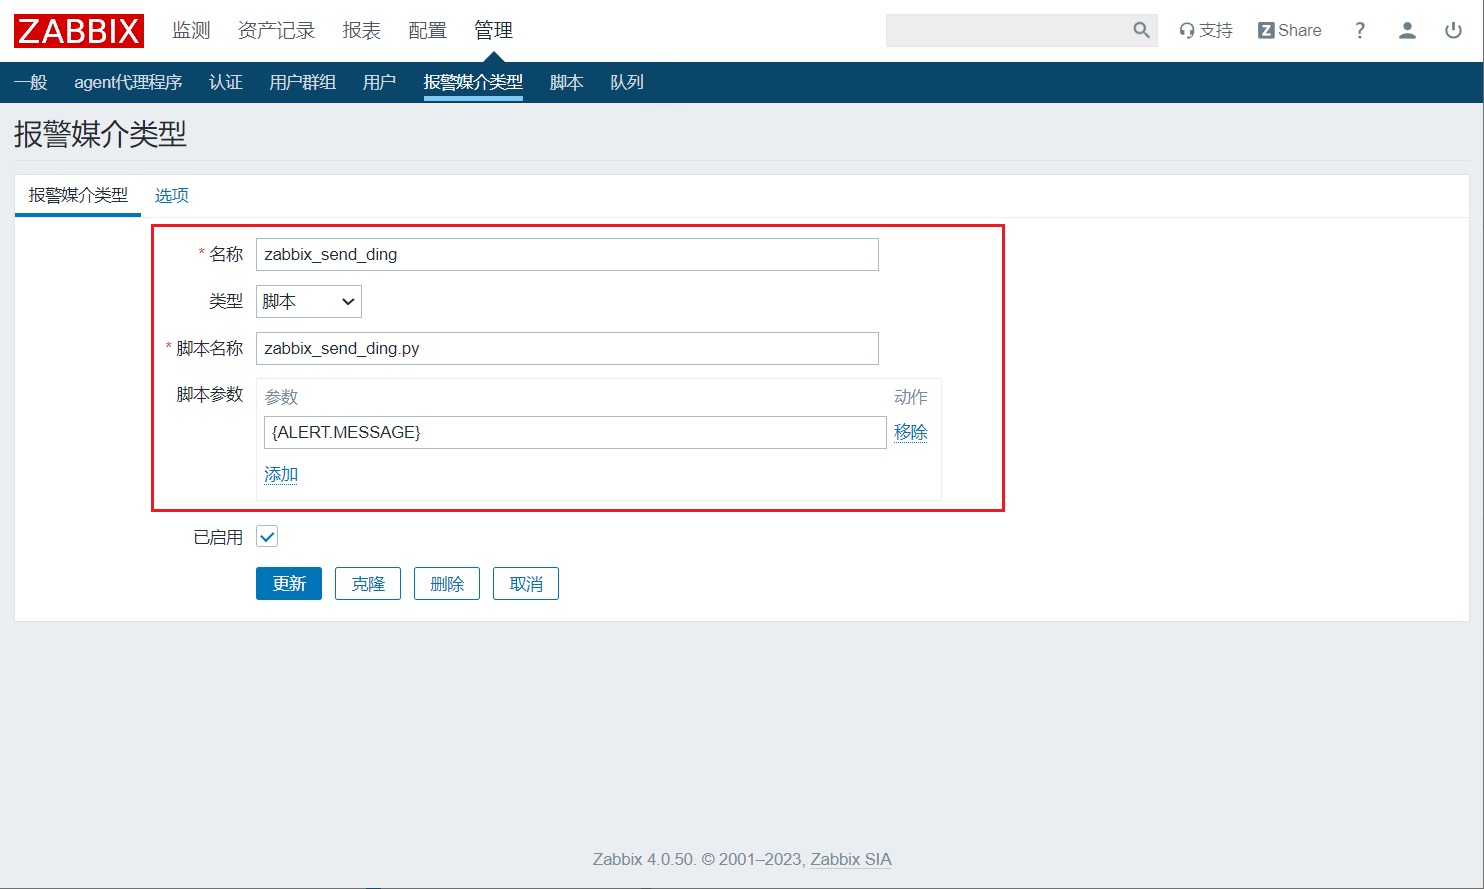 ZABBIX 监测 资产记录 报表 配置 管理 支持 Z Share ?
一般 agent代理程序 认证 用户群组 用户 报警媒介类型 脚本 队列
报警媒介类型
报警媒介类型 选项
* 名称 zabbix_send_ding
类型 脚本
* 脚本名称 zabbix_send_ding.py
脚本参数 参数 动作
{ALERT.MESSAGE} 移除
添加
已启用
更新 克隆 删除 取消
Zabbix 4.0.50. © 2001–2023, Zabbix SIA